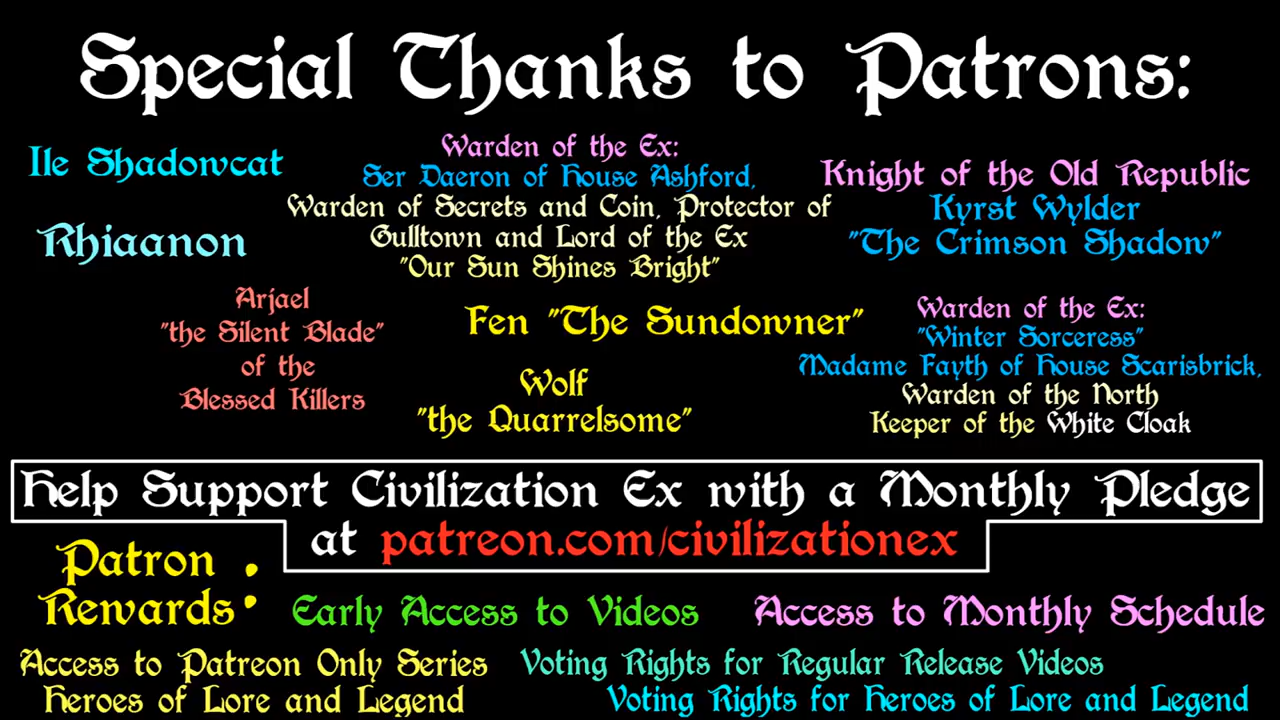 Special Thanks to Patrons:
Ile Shadowcat
Rhiaanon
Warden of the Ex:
Ser Daeron of House Ashford,
Warden of Secrets and Coin, Protector of
Gulltown and Lord of the Ex
"Our Sun Shines Bright"
Knight of the Old Republic
Kyrst Wylder
"The Crimson Shadow"
Arjael
"the Silent Blade"
of the
Blessed Killers
Fen "The Sundowner"
Wolf
"the Quarrelsome"
Warden of the Ex:
"Winter Sorceress"
Madame Fayth of House Scarisbrick,
Warden of the North
Keeper of the White Cloak
Help Support Civilization Ex with a Monthly Pledge
at patreon.com/civilizationex
Patron
Rewards:
Early Access to Videos
Access to Monthly Schedule
Access to Patreon Only Series
Heroes of Lore and Legend
Voting Rights for Regular Release Videos
Voting Rights for Heroes of Lore and Legend